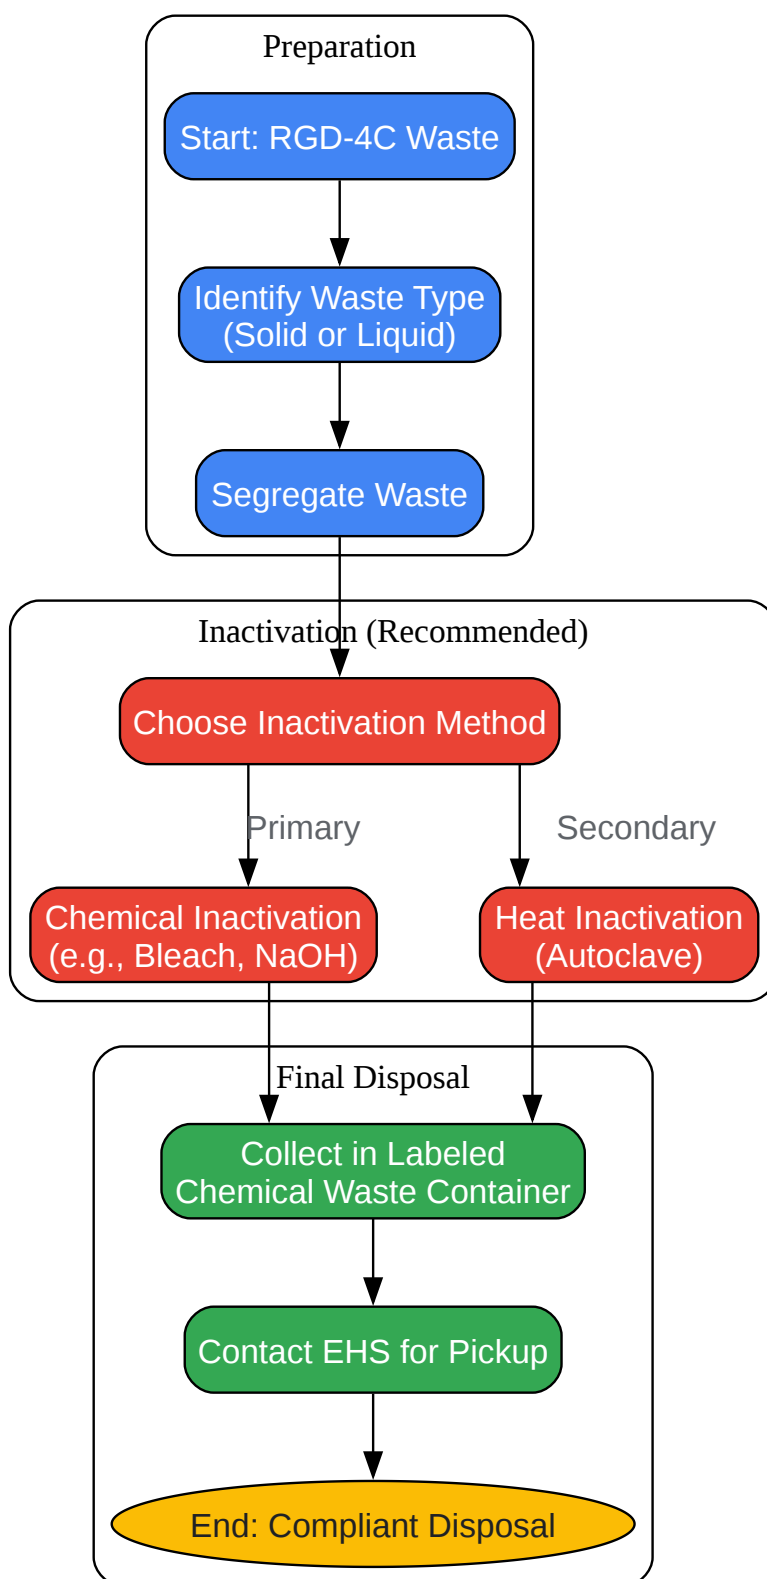 Preparation
Start: RGD-4C Waste
Identify Waste Type
(Solid or Liquid)
Segregate Waste
Inactivation (Recommended)
Choose Inactivation Method
Primary
Secondary
Chemical Inactivation
(e.g., Bleach, NaOH)
Heat Inactivation
(Autoclave)
Final Disposal
Collect in Labeled
Chemical Waste Container
Contact EHS for Pickup
End: Compliant Disposal